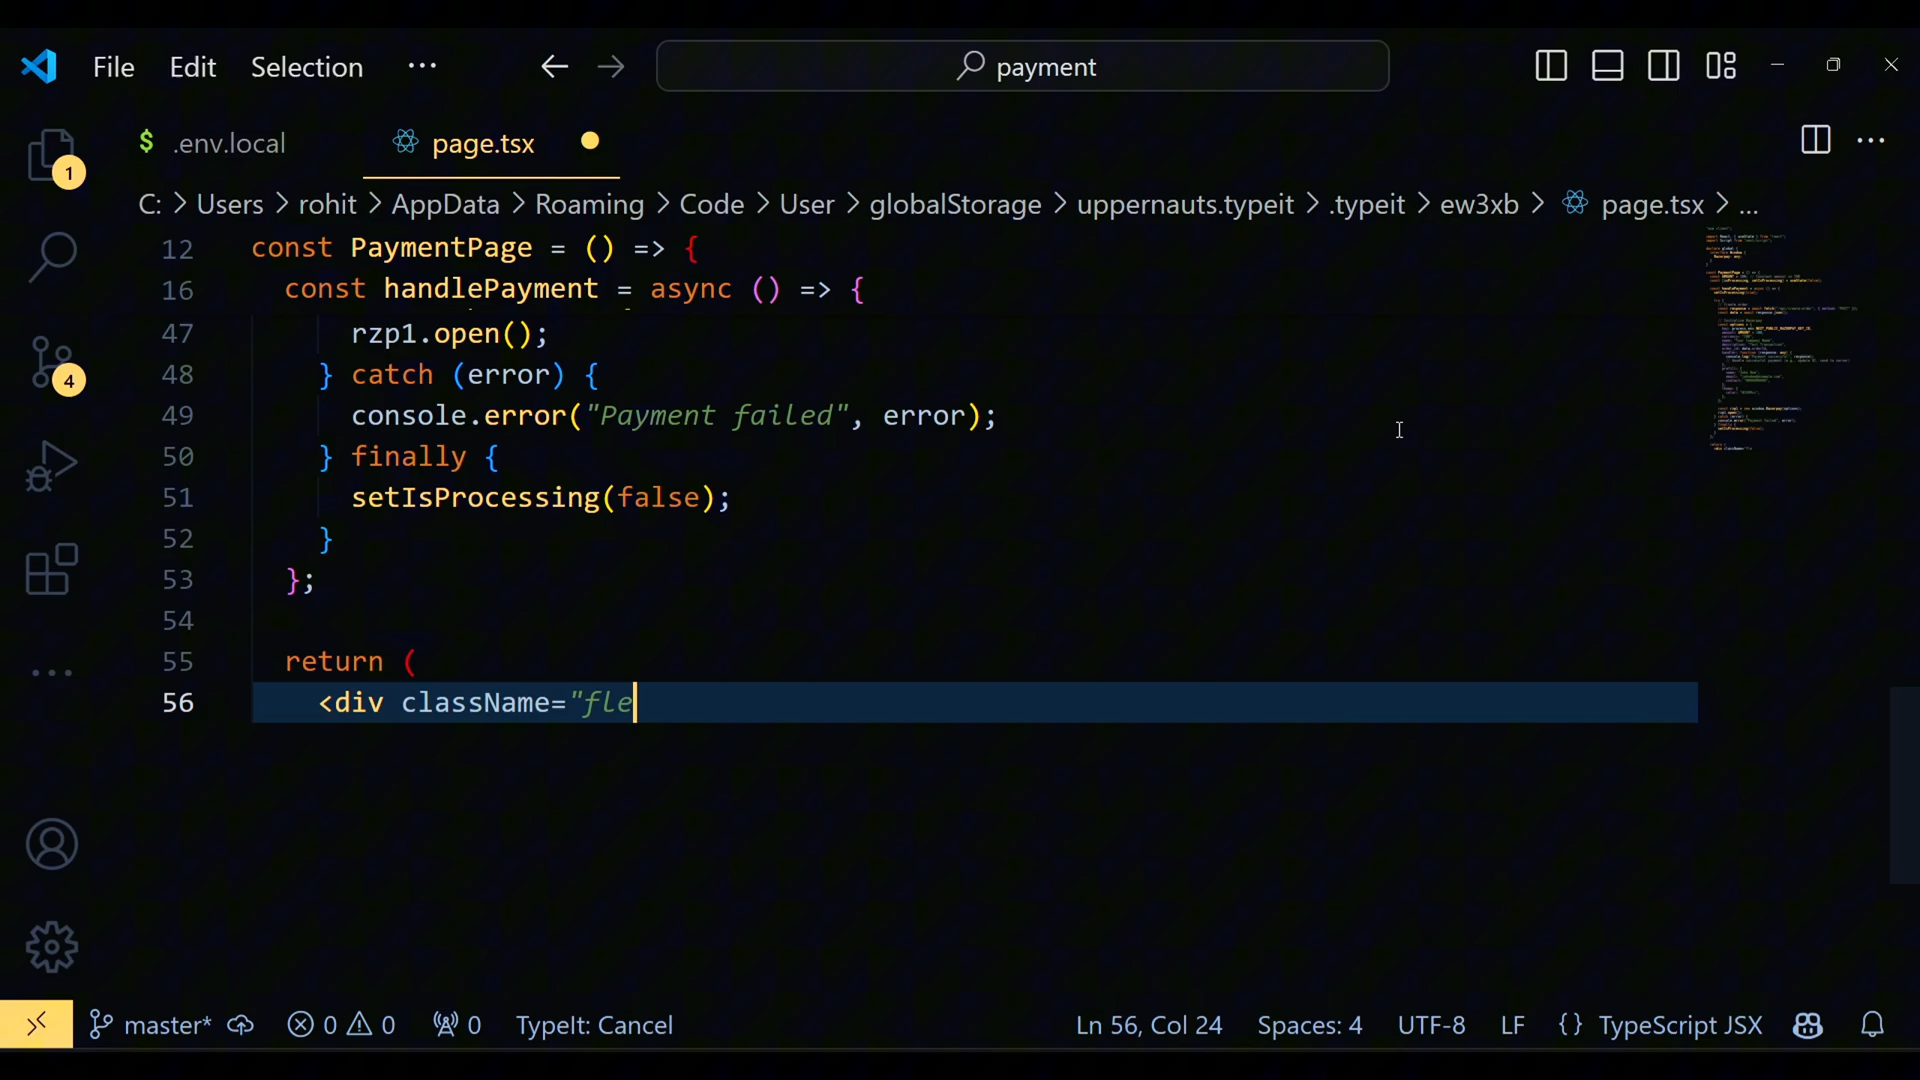 File Edit Selection ··· payment
$ .env.local page.tsx
1
C: > Users > rohit > AppData > Roaming > Code > User > globalStorage > uppernauts.typeit > .typeit > ew3xb > page.tsx > ...
12 const PaymentPage = () => {
16 const handlePayment = async () => {
47 rzp1.open();
48 } catch (error) {
4
49 console.error("Payment failed", error);
50 } finally {
51 setIsProcessing(false);
52 }
53 };
54
55 return (
56 <div className="fle
master* 0 0 0 TypeIt: Cancel Ln 56, Col 24 Spaces: 4 UTF-8 LF {} TypeScript JSX